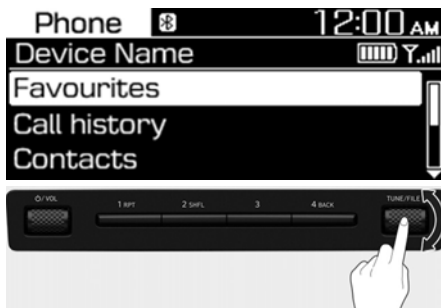 Phone 12:00 AM
Device Name
Favourites
Call history
Contacts
⏻/VOL 1 RPT 2 SHFL 3 4 BACK TUNE/FILE